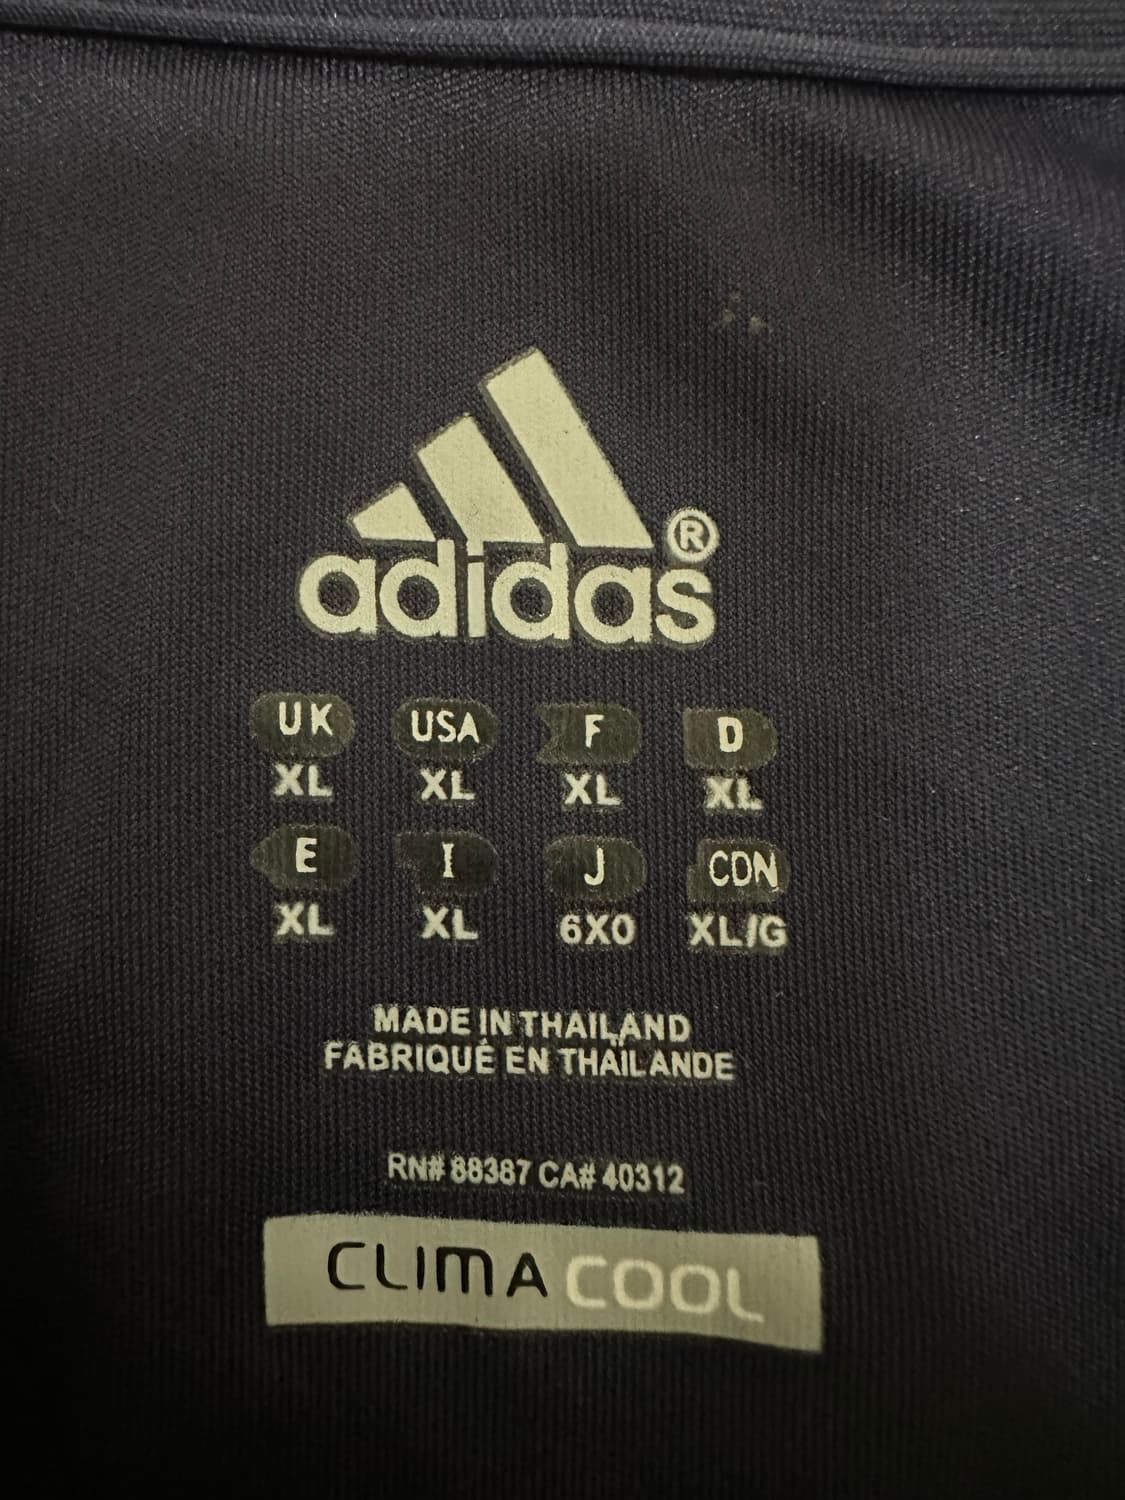 adidas®
UK USA F D
XL XL XL XL
E I J CDN
XL XL 6X0 XL/G
MADE IN THAILAND
FABRIQUÉ EN THAÏLANDE
RN# 88387 CA# 40312
CLIMACOOL